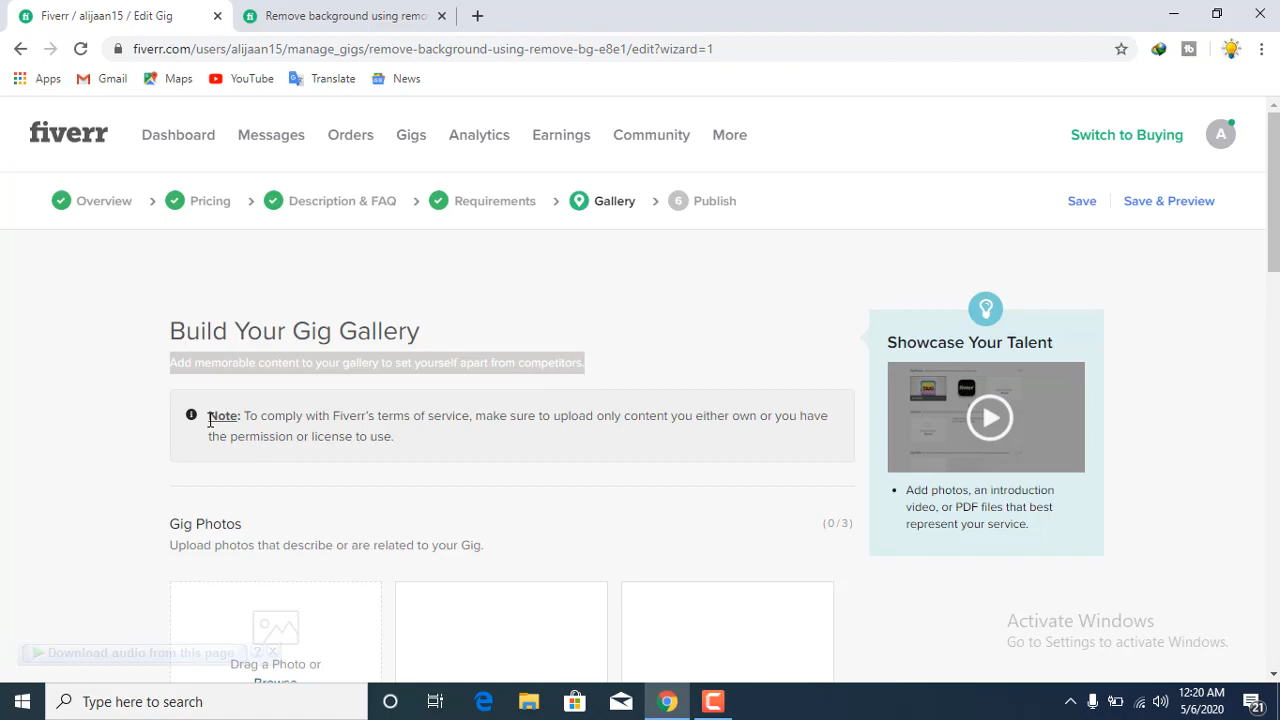 Fiverr / alijaan15 / Edit Gig
Remove background using remo
fiverr.com/users/alijaan15/manage_gigs/remove-background-using-remove-bg-e8e1/edit?wizard=1
Apps Gmail Maps YouTube Translate News
fiverr Dashboard Messages Orders Gigs Analytics Earnings Community More Switch to Buying A
Overview Pricing Description & FAQ Requirements Gallery 6 Publish Save Save & Preview
Build Your Gig Gallery
Add memorable content to your gallery to set yourself apart from competitors.
Note: To comply with Fiverr's terms of service, make sure to upload only content you either own or you have
the permission or license to use.
Showcase Your Talent
Add photos, an introduction
video, or PDF files that best
represent your service.
Gig Photos (0/3)
Upload photos that describe or are related to your Gig.
Drag a Photo or
Browse
Download audio from this page ? X
Activate Windows
Go to Settings to activate Windows.
Type here to search
12:20 AM
5/6/2020
21